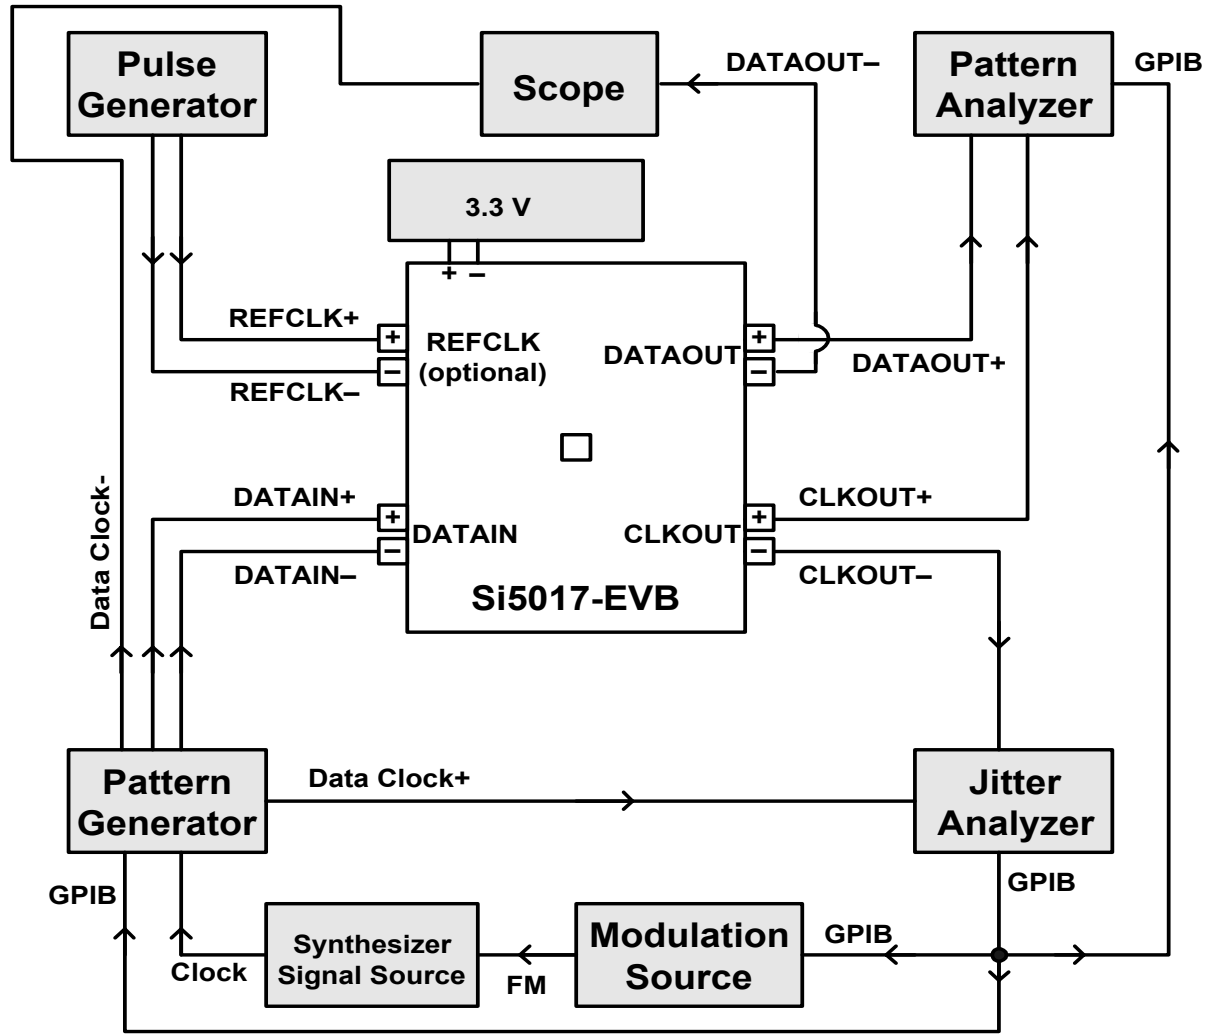 Pulse
Generator
Scope
DATAOUT–
Pattern
Analyzer
GPIB
3.3 V
+ –
REFCLK+
+
REFCLK
(optional)
–
REFCLK–
DATAOUT
+
–
DATAOUT+
Data Clock-
DATAIN+
+
DATAIN
–
DATAIN–
CLKOUT+
CLKOUT
+
–
CLKOUT–
Si5017-EVB
Pattern
Generator
Data Clock+
Jitter
Analyzer
GPIB
GPIB
Clock
Synthesizer
Signal Source
FM
Modulation
Source
GPIB